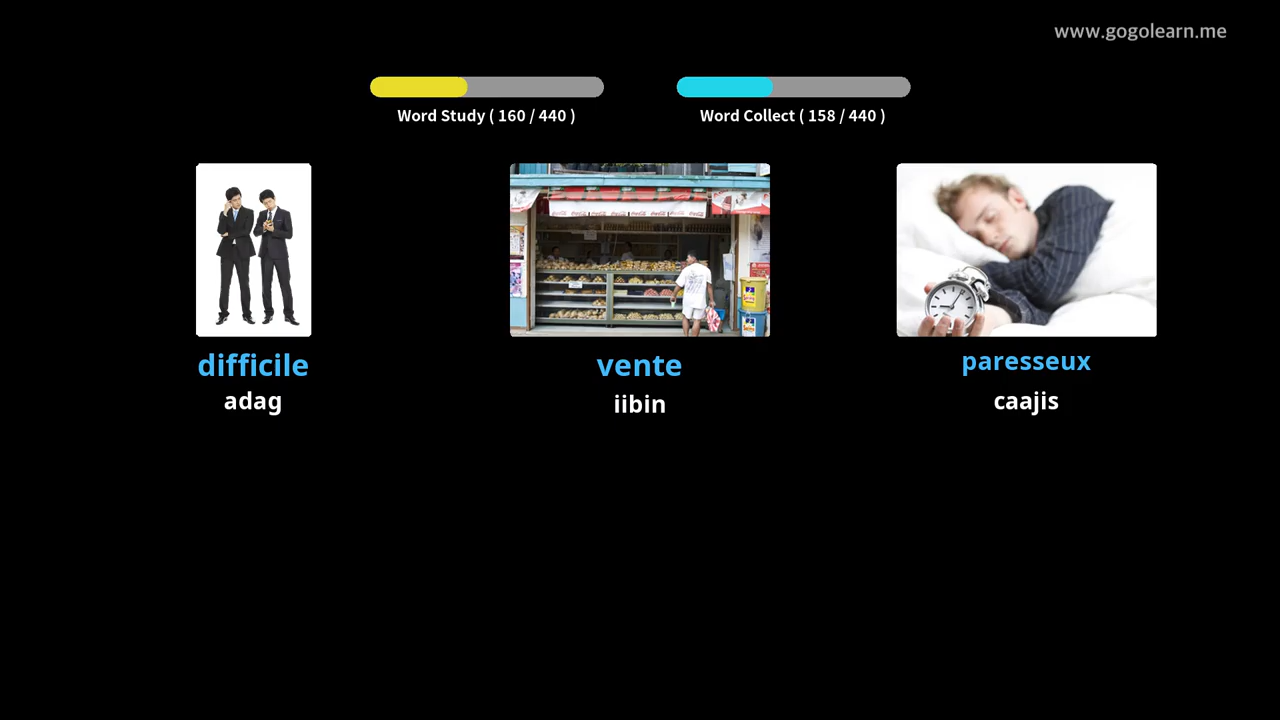 www.gogolearn.me
Word Study ( 160 / 440 )
Word Collect ( 158 / 440 )
difficile
adag
vente
iibin
paresseux
caajis